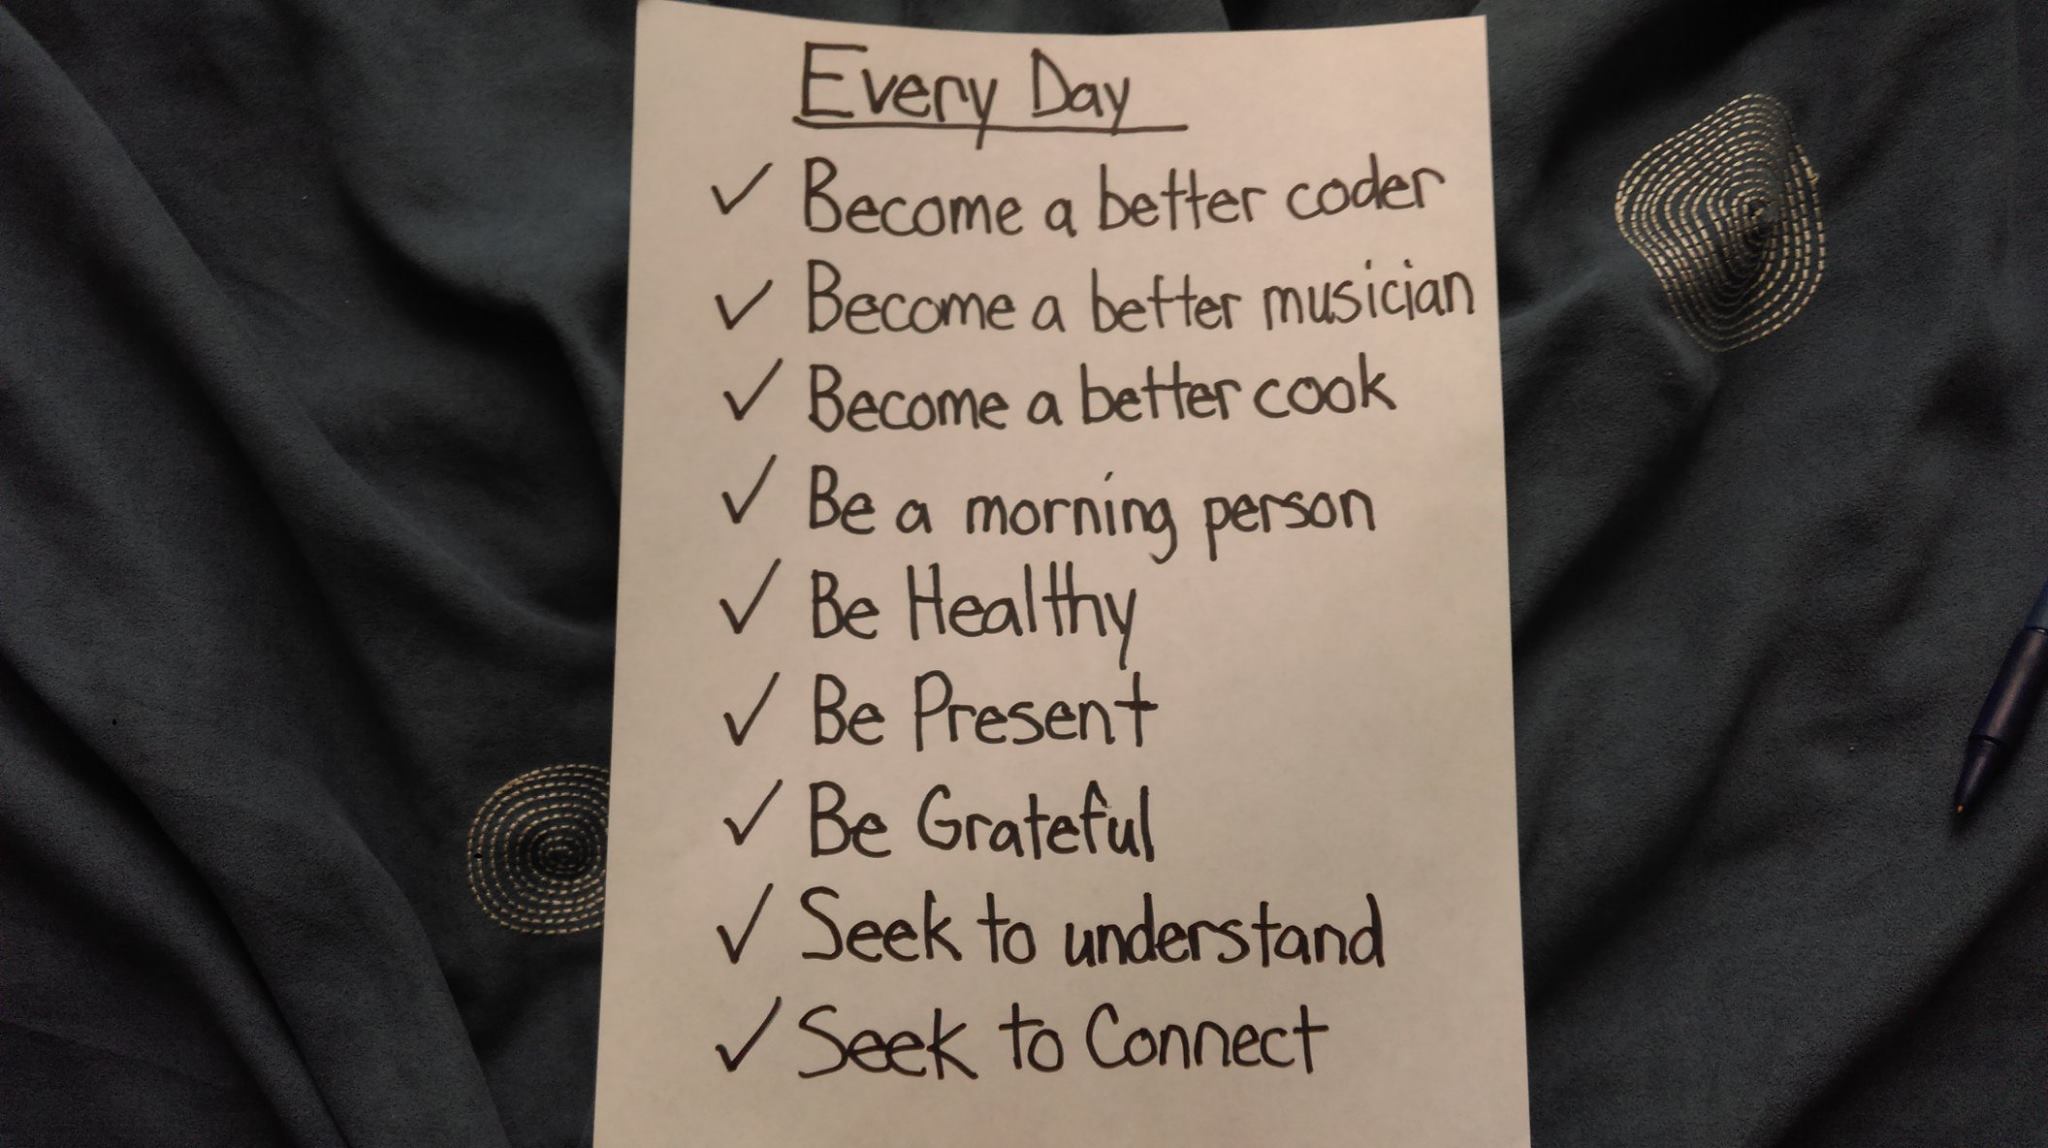 Every Day
✓ Become a better coder
✓ Become a better musician
✓ Become a better cook
✓ Be a morning person
✓ Be Healthy
✓ Be Present
✓ Be Grateful
✓ Seek to understand
✓ Seek to Connect